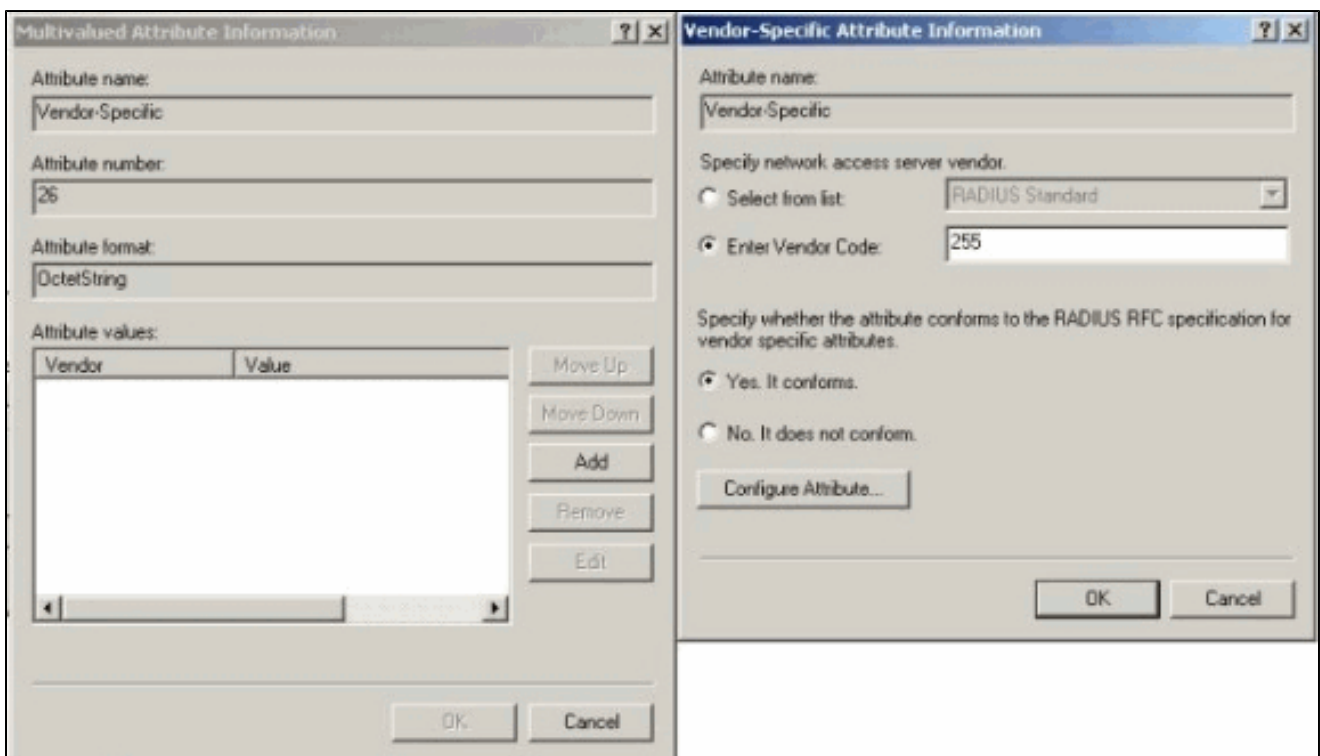 Multivalued Attribute Information
Attribute name:
Vendor-Specific
Attribute number:
26
Attribute format:
OctetString
Attribute values:
Vendor Value
Move Up
Move Down
Add
Remove
Edit
OK Cancel
Vendor-Specific Attribute Information
Attribute name:
Vendor-Specific
Specify network access server vendor.
Select from list: RADIUS Standard
Enter Vendor Code: 255
Specify whether the attribute conforms to the RADIUS RFC specification for
vendor specific attributes.
Yes. It conforms.
No. It does not conform.
Configure Attribute...
OK Cancel